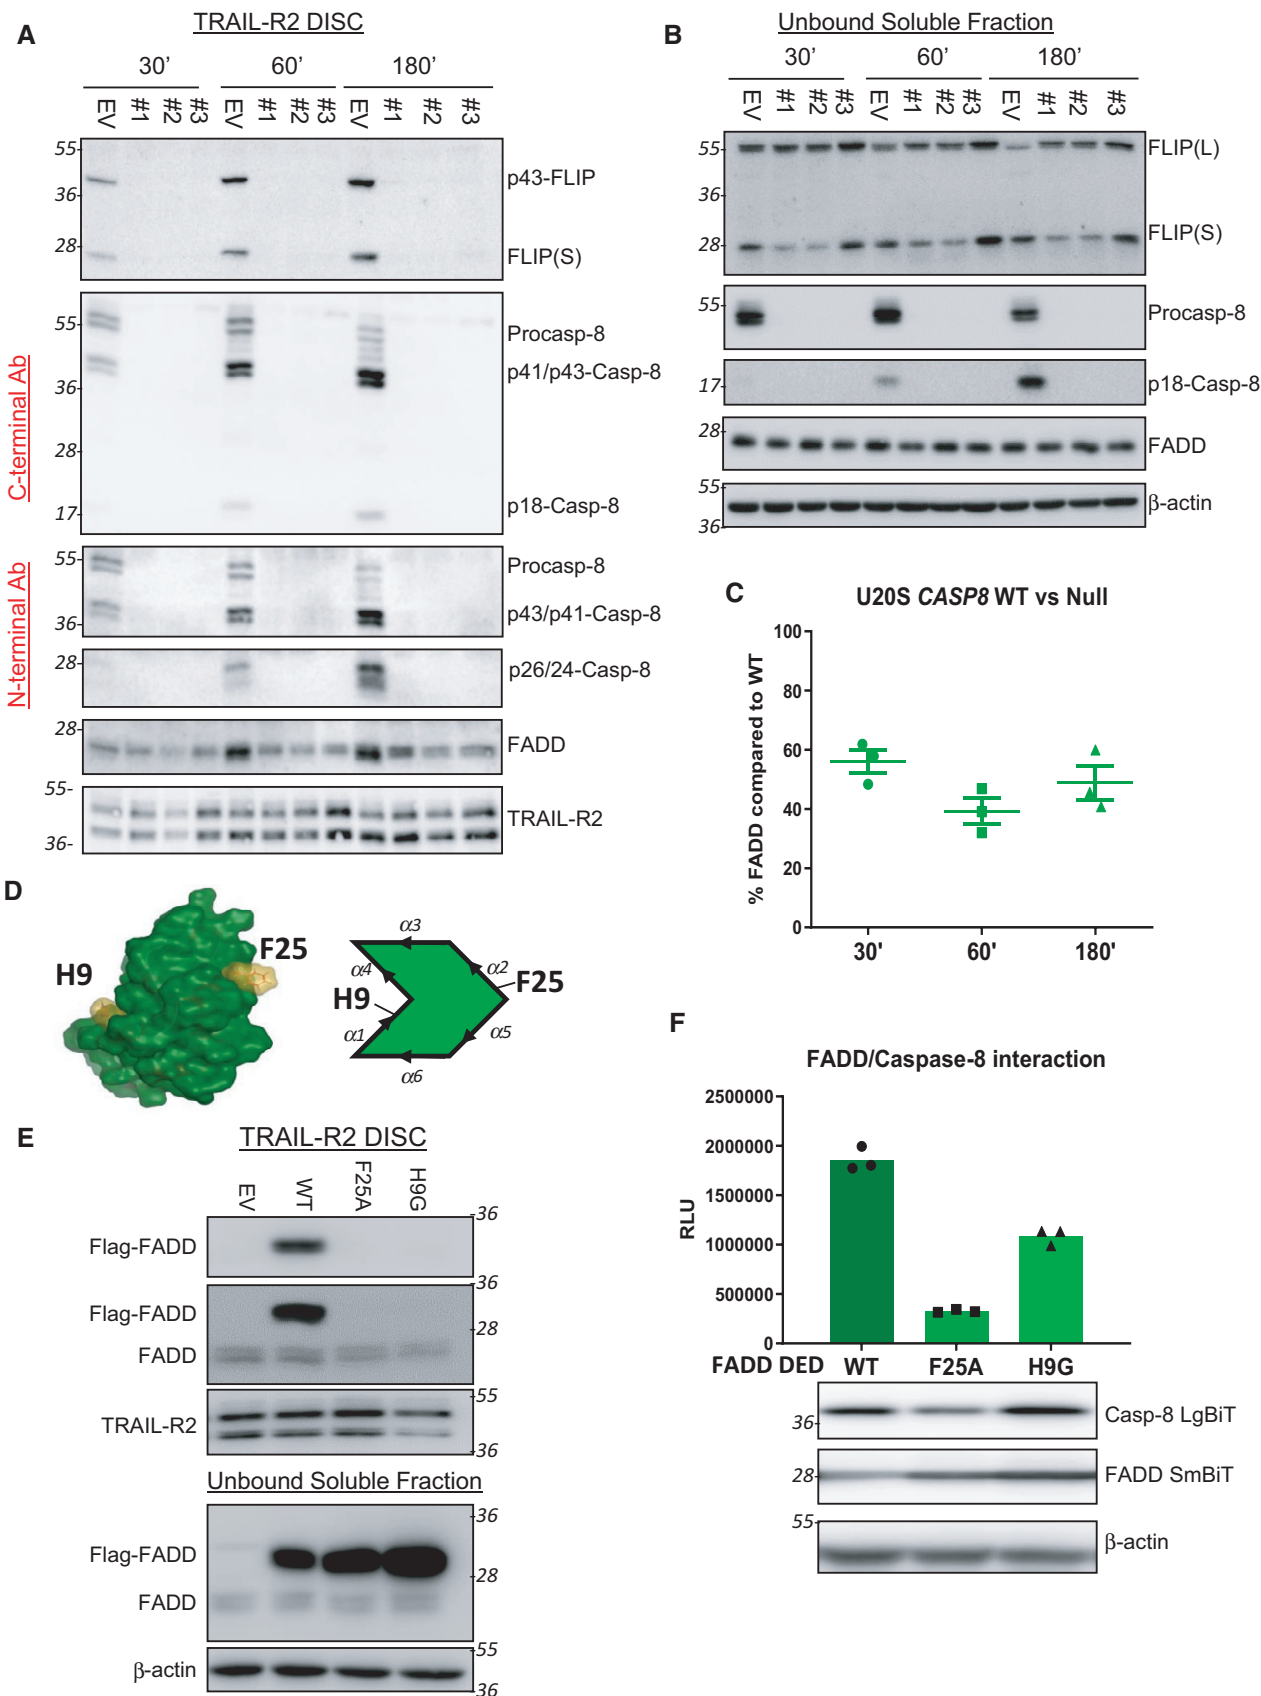 A
TRAIL-R2 DISC
30’ 60’ 180’
EV #1 #2 #3 EV #1 #2 #3 EV #1 #2 #3
55-
36-
28-
p43-FLIP
FLIP(S)
C-terminal Ab
55-
36-
28-
17-
Procasp-8
p41/p43-Casp-8
p18-Casp-8
N-terminal Ab
55-
36-
28-
Procasp-8
p43/p41-Casp-8
p26/24-Casp-8
28-
FADD
55-
36-
TRAIL-R2
B
Unbound Soluble Fraction
30’ 60’ 180’
EV #1 #2 #3 EV #1 #2 #3 EV #1 #2 #3
55-
36-
28-
FLIP(L)
FLIP(S)
55-
Procasp-8
17-
p18-Casp-8
28-
FADD
55-
36-
β-actin
C
U20S CASP8 WT vs Null
% FADD compared to WT
100
80
60
40
20
0
30' 60' 180'
D
H9
F25
α3
α4
α2
H9
F25
α1
α5
α6
E
TRAIL-R2 DISC
EV WT F25A H9G
Flag-FADD
-36
Flag-FADD
FADD
-36
28
TRAIL-R2
-55
36
Unbound Soluble Fraction
Flag-FADD
FADD
-36
-28
β-actin
-55
-36
F
FADD/Caspase-8 interaction
RLU
2500000
2000000
1500000
1000000
500000
0
FADD DED WT F25A H9G
36-
Casp-8 LgBiT
28-
FADD SmBiT
55-
β-actin